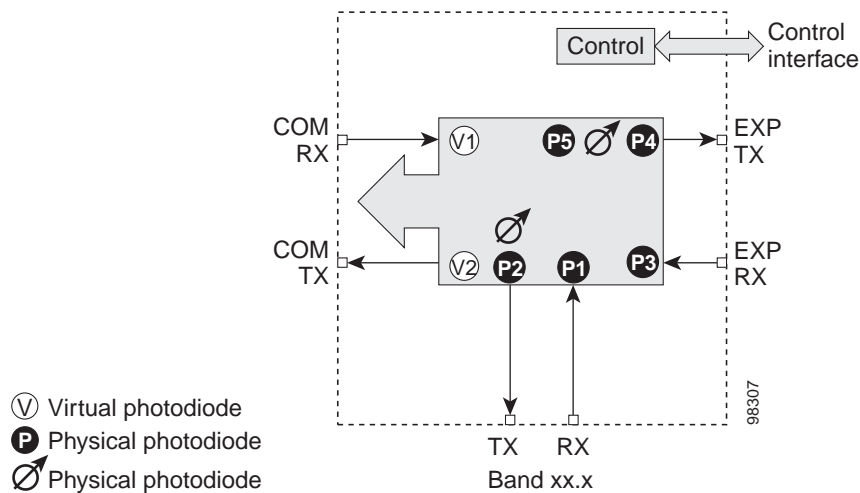 Control
Control
interface
COM
RX
V1
P5
P4
EXP
TX
COM
TX
V2
P2
P1
P3
EXP
RX
98307
V Virtual photodiode
P Physical photodiode
Physical photodiode
TX
RX
Band xx.x